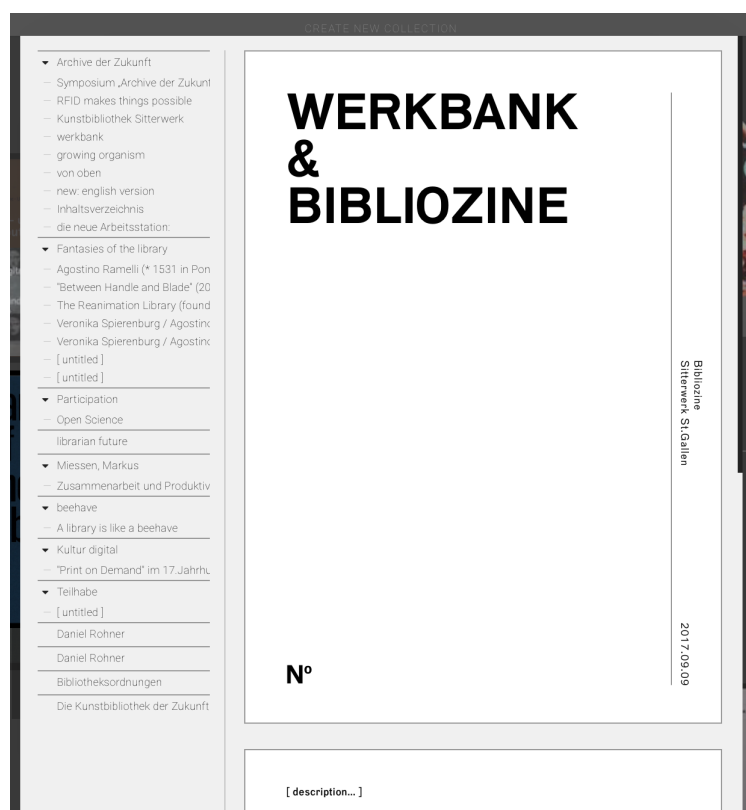 CREATE NEW COLLECTION
Archive der Zukunft
Symposium „Archive der Zukunf
RFID makes things possible
Kunstbibliothek Sitterwerk
werkbank
growing organism
von oben
new: english version
Inhaltsverzeichnis
die neue Arbeitsstation:
Fantasies of the library
Agostino Ramelli (* 1531 in Pon
"Between Handle and Blade" (20
The Reanimation Library (found
Veronika Spierenburg / Agostino
Veronika Spierenburg / Agostino
[ untitled ]
[ untitled ]
Participation
Open Science
librarian future
Miessen, Markus
Zusammenarbeit und Produktiv
beehave
A library is like a beehave
Kultur digital
"Print on Demand" im 17.Jahrhu
Teilhabe
[ untitled ]
Daniel Rohner
Daniel Rohner
Bibliotheksordnungen
Die Kunstbibliothek der Zukunft
WERKBANK
&
BIBLIOZINE
Bibliozine
Sitterwerk St.Gallen
2017.09.09
Nº
[ description... ]